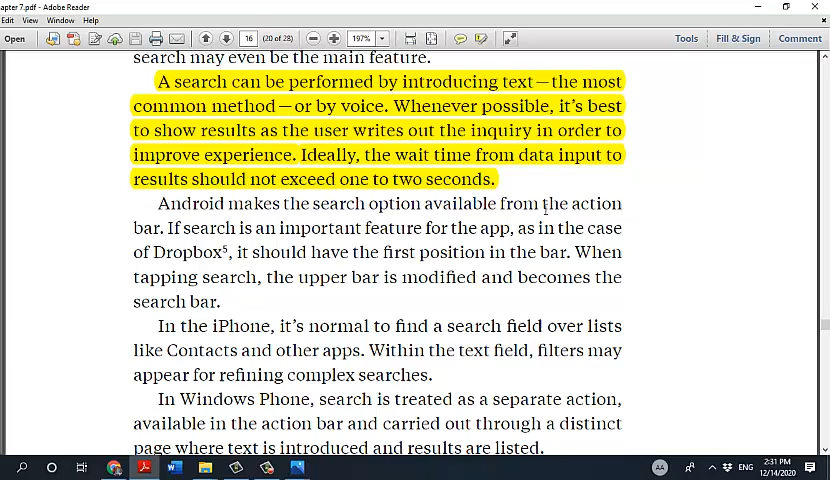 apter 7.pdf - Adobe Reader
Edit View Window Help
Open 16 (20 of 28) 197% Tools Fill & Sign Comment
search may even be the main feature.
A search can be performed by introducing text—the most
common method—or by voice. Whenever possible, it's best
to show results as the user writes out the inquiry in order to
improve experience. Ideally, the wait time from data input to
results should not exceed one to two seconds.
Android makes the search option available from the action
bar. If search is an important feature for the app, as in the case
of Dropbox⁵, it should have the first position in the bar. When
tapping search, the upper bar is modified and becomes the
search bar.
In the iPhone, it's normal to find a search field over lists
like Contacts and other apps. Within the text field, filters may
appear for refining complex searches.
In Windows Phone, search is treated as a separate action,
available in the action bar and carried out through a distinct
page where text is introduced and results are listed.
AA ENG 2:31 PM
12/14/2020